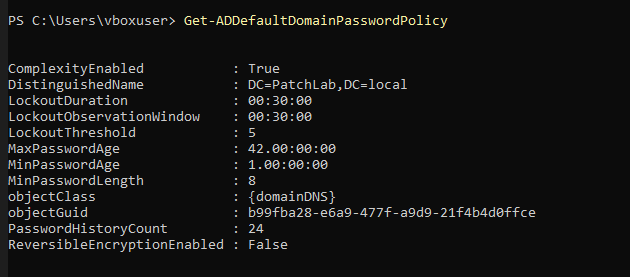 PS C:\Users\vboxuser> Get-ADDefaultDomainPasswordPolicy
ComplexityEnabled : True
DistinguishedName : DC=PatchLab,DC=local
LockoutDuration : 00:30:00
LockoutObservationWindow : 00:30:00
LockoutThreshold : 5
MaxPasswordAge : 42.00:00:00
MinPasswordAge : 1.00:00:00
MinPasswordLength : 8
objectClass : {domainDNS}
objectGuid : b99fba28-e6a9-477f-a9d9-21f4b4d0ffce
PasswordHistoryCount : 24
ReversibleEncryptionEnabled : False